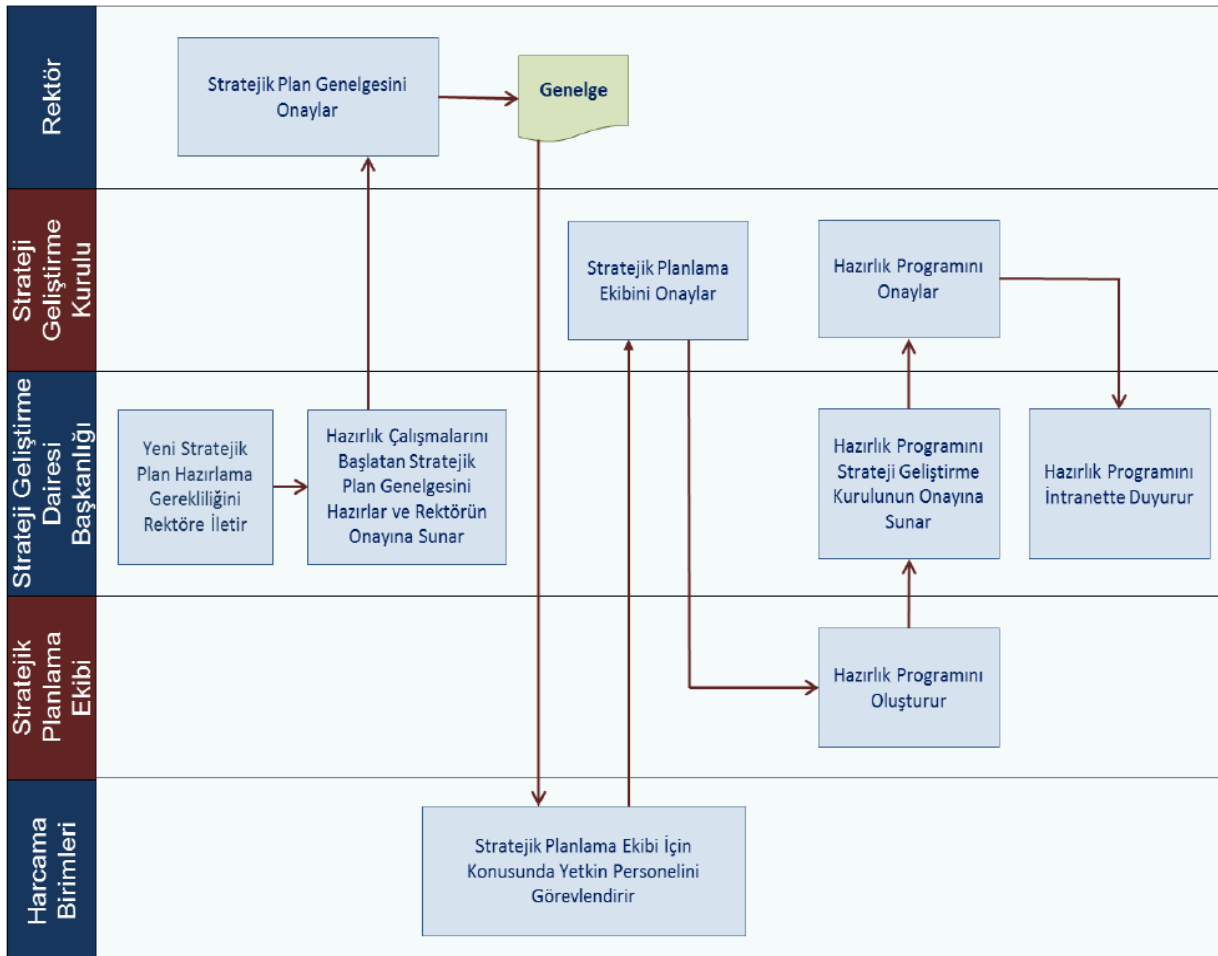 Rektör
Stratejik Plan Genelgesini
Onaylar
Genelge
Strateji
Geliştirme
Kurulu
Stratejik Planlama
Ekibini Onaylar
Hazırlık Programını
Onaylar
Strateji Geliştirme
Dairesi
Başkanlığı
Yeni Stratejik
Plan Hazırlama
Gerekliliğini
Rektöre İletir
Hazırlık Çalışmalarını
Başlatan Stratejik
Plan Genelgesini
Hazırlar ve Rektörün
Onayına Sunar
Hazırlık Programını
Strateji Geliştirme
Kurulunun Onayına
Sunar
Hazırlık Programını
İntranette Duyurur
Stratejik
Planlama
Ekibi
Hazırlık Programını
Oluşturur
Harcama
Birimleri
Stratejik Planlama Ekibi İçin
Konusunda Yetkin Personelini
Görevlendirir